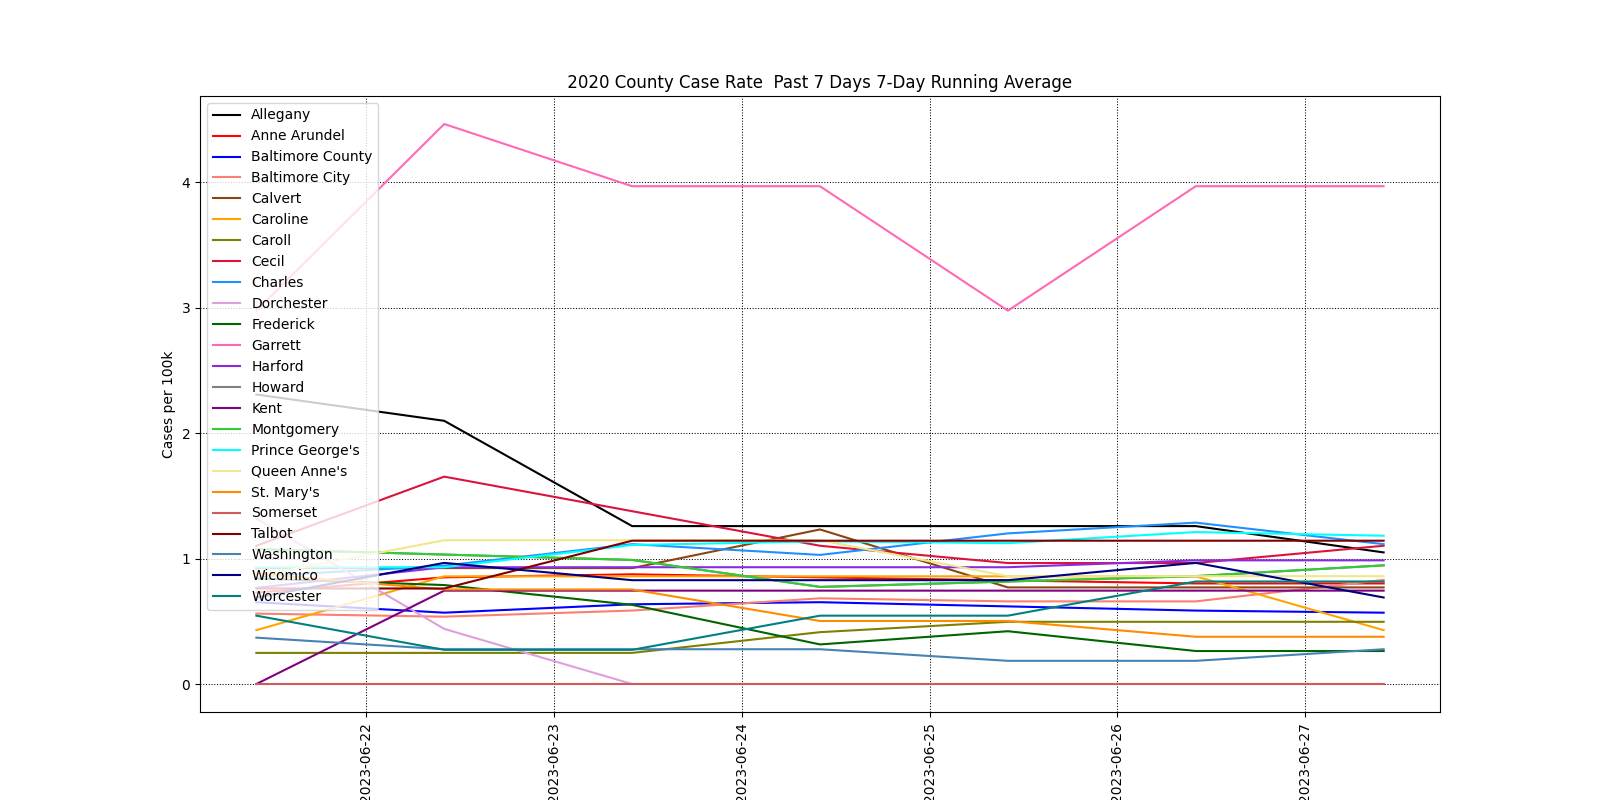 2020 County Case Rate  Past 7 Days 7-Day Running Average
Allegany
Anne Arundel
Baltimore County
Baltimore City
Calvert
Caroline
Caroll
Cecil
Charles
Dorchester
Frederick
Garrett
Harford
Howard
Kent
Montgomery
Prince George's
Queen Anne's
St. Mary's
Somerset
Talbot
Washington
Wicomico
Worcester
Cases per 100k
4
3
2
1
0
2023-06-22
2023-06-23
2023-06-24
2023-06-25
2023-06-26
2023-06-27